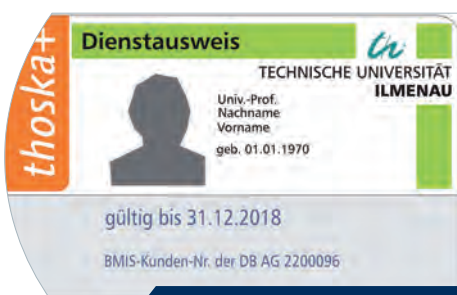 thoska+
Dienstausweis
th
TECHNISCHE UNIVERSITÄT
ILMENAU
Univ.-Prof.
Nachname
Vorname
geb. 01.01.1970
gültig bis 31.12.2018
BMIS-Kunden-Nr. der DB AG 2200096